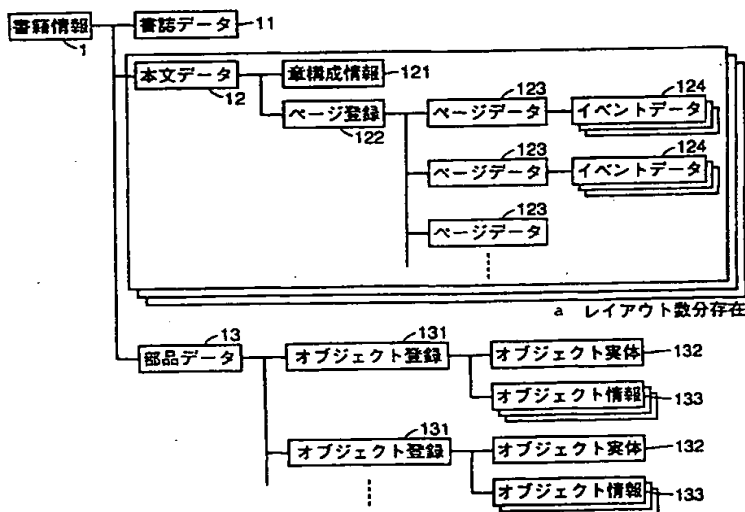 書籍情報
1
書誌データ
11
本文データ
12
章構成情報
121
ページ登録
122
123
ページデータ
124
イベントデータ
123
ページデータ
124
イベントデータ
123
ページデータ
a レイアウト数分存在
13
部品データ
131
オブジェクト登録
オブジェクト実体
132
オブジェクト情報
133
131
オブジェクト登録
オブジェクト実体
132
オブジェクト情報
133